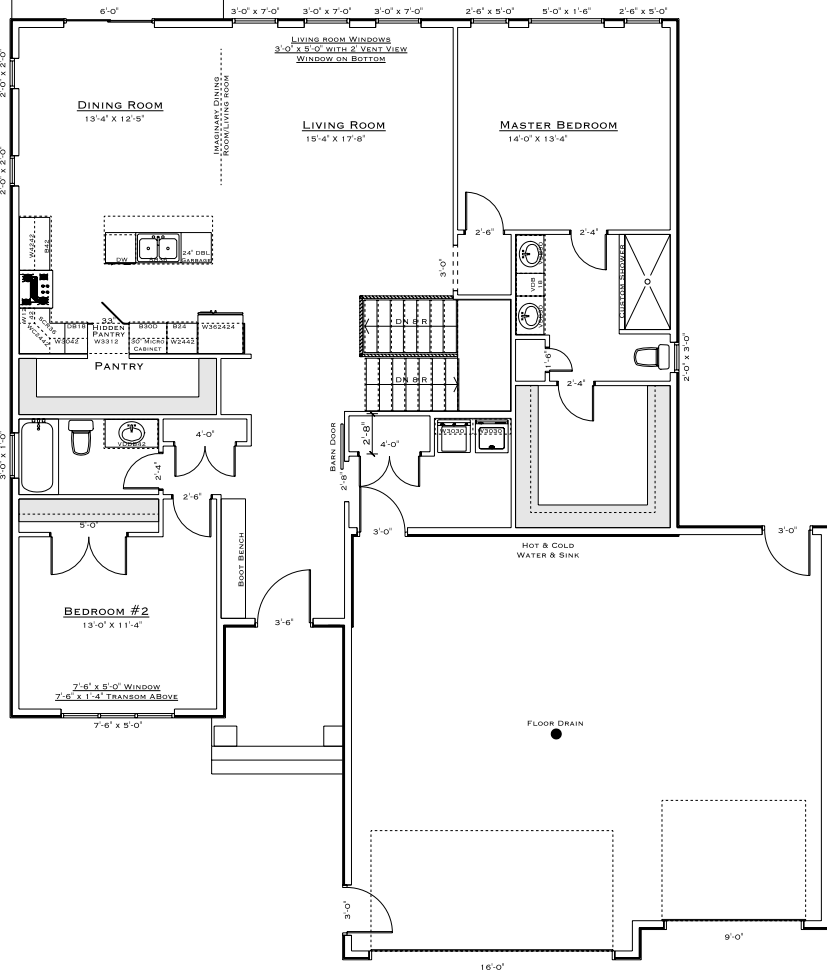 6'-0"
3'-0" x 7'-0"
3'-0" x 7'-0"
3'-0" x 7'-0"
2'-6" x 5'-0"
5'-0" x 1'-6"
2'-6" x 5'-0"
Living room Windows
3'-0" x 5'-0" with 2' Vent View
Window on Bottom
2'-0" x 2'-0"
Imaginary Dining
Room/Living room
Dining Room
13'-4" X 12'-5"
Living Room
15'-4" X 17'-8"
Master Bedroom
14'-0" X 13'-4"
2'-0" x 2'-0"
2'-6"
2'-4"
W4242
B42
DW
24" DBL
Garbage
3'-0"
VDB
18
Custom Shower
33
Hidden
Pantry
W3312
DB18
W3042
B30D
30" Micro
Cabinet
B24
W2442
W362424
SCR36
WC2442
DN 8 R
Pantry
DN 8 R
1'-6"
2'-4"
2'-0" x 3'-0"
3'-0" x 1'-0"
VDDB42
4'-0"
2'-4"
2'-6"
Barn Door
2'-8"
2'-8"
4'-0"
W3030
W3030
3'-0"
5'-0"
Boot Bench
Hot & Cold
Water & Sink
3'-0"
Bedroom #2
13'-0" X 11'-4"
3'-6"
7'-6" x 5'-0" Window
7'-6" x 1'-4" Transom Above
7'-6" x 5'-0"
Floor Drain
3'-0"
9'-0"
16'-0"